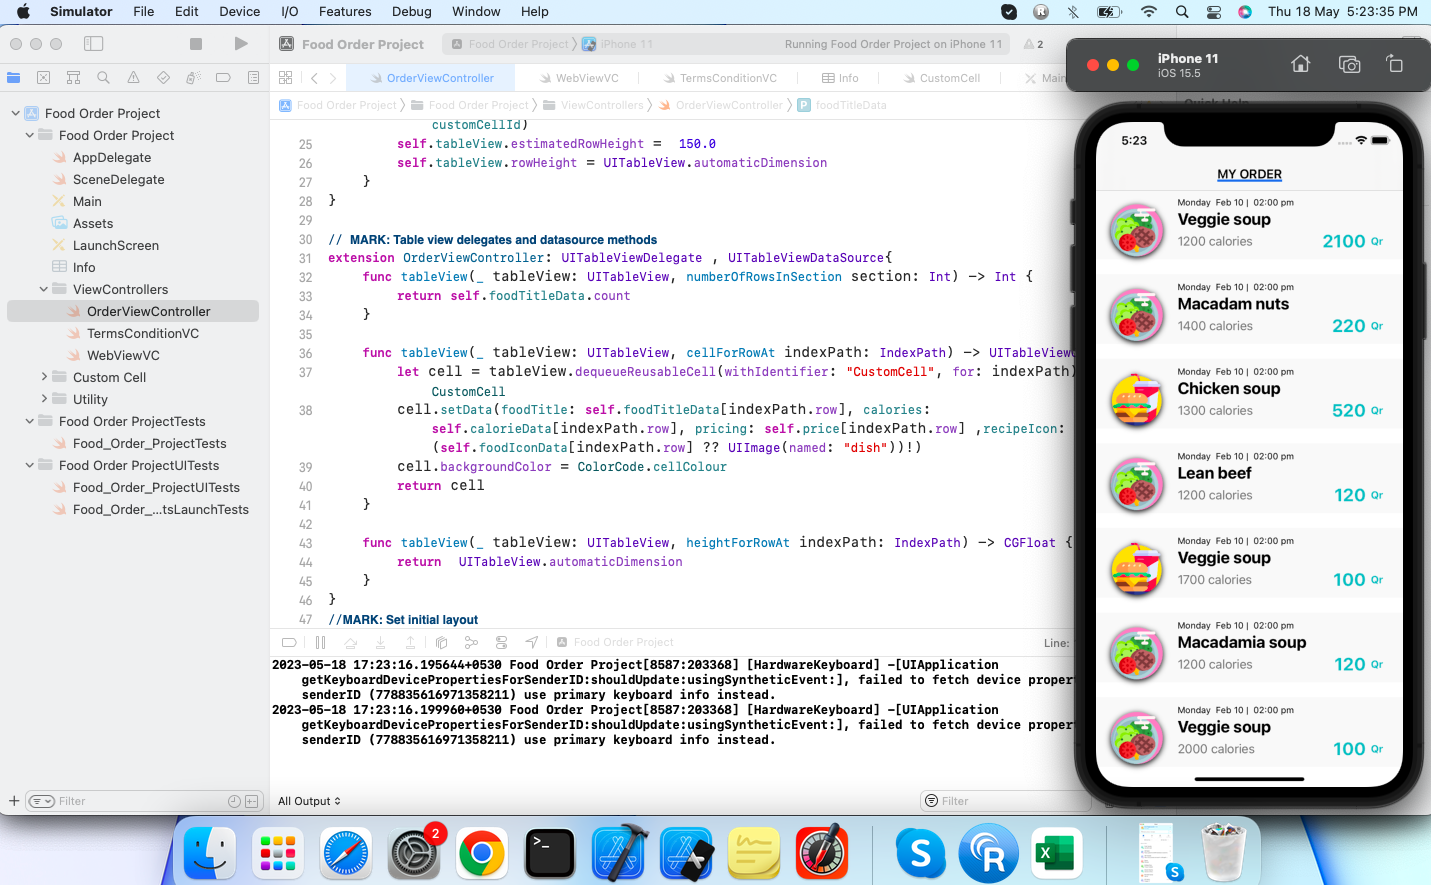 Simulator File Edit Device I/O Features Debug Window Help Thu 18 May 5:23:35 PM
Food Order Project
Food Order Project iPhone 11 Running Food Order Project on iPhone 11 2
OrderViewController WebViewVC TermsConditionVC Info CustomCell Main
Food Order Project Food Order Project ViewControllers OrderViewController P foodTitleData
Quick Help
Food Order Project
Food Order Project
AppDelegate
SceneDelegate
Main
Assets
LaunchScreen
Info
ViewControllers
OrderViewController
TermsConditionVC
WebViewVC
Custom Cell
Utility
Food Order ProjectTests
Food_Order_ProjectTests
Food Order ProjectUITests
Food_Order_ProjectUITests
Food_Order_...tsLaunchTests
Filter
customCellId)
25 self.tableView.estimatedRowHeight = 150.0
26 self.tableView.rowHeight = UITableView.automaticDimension
27 }
28 }
29
30 // MARK: Table view delegates and datasource methods
31 extension OrderViewController: UITableViewDelegate , UITableViewDataSource{
32 func tableView(_ tableView: UITableView, numberOfRowsInSection section: Int) -> Int {
33 return self.foodTitleData.count
34 }
35
36 func tableView(_ tableView: UITableView, cellForRowAt indexPath: IndexPath) -> UITableView
37 let cell = tableView.dequeueReusableCell(withIdentifier: "CustomCell", for: indexPath)
CustomCell
38 cell.setData(foodTitle: self.foodTitleData[indexPath.row], calories:
self.calorieData[indexPath.row], pricing: self.price[indexPath.row] ,recipeIcon:
(self.foodIconData[indexPath.row] ?? UIImage(named: "dish"))!)
39 cell.backgroundColor = ColorCode.cellColour
40 return cell
41 }
42
43 func tableView(_ tableView: UITableView, heightForRowAt indexPath: IndexPath) -> CGFloat {
44 return UITableView.automaticDimension
45 }
46 }
47 //MARK: Set initial layout
Food Order Project Line:
2023-05-18 17:23:16.195644+0530 Food Order Project[8587:203368] [HardwareKeyboard] -[UIApplication
getKeyboardDevicePropertiesForSenderID:shouldUpdate:usingSyntheticEvent:], failed to fetch device proper
senderID (778835616971358211) use primary keyboard info instead.
2023-05-18 17:23:16.199960+0530 Food Order Project[8587:203368] [HardwareKeyboard] -[UIApplication
getKeyboardDevicePropertiesForSenderID:shouldUpdate:usingSyntheticEvent:], failed to fetch device proper
senderID (778835616971358211) use primary keyboard info instead.
All Output Filter
iPhone 11
iOS 15.5
5:23
MY ORDER
Monday Feb 10 | 02:00 pm
Veggie soup
1200 calories 2100 Qr
Monday Feb 10 | 02:00 pm
Macadam nuts
1400 calories 220 Qr
Monday Feb 10 | 02:00 pm
Chicken soup
1300 calories 520 Qr
Monday Feb 10 | 02:00 pm
Lean beef
1200 calories 120 Qr
Monday Feb 10 | 02:00 pm
Veggie soup
1700 calories 100 Qr
Monday Feb 10 | 02:00 pm
Macadamia soup
1200 calories 120 Qr
Monday Feb 10 | 02:00 pm
Veggie soup
2000 calories 100 Qr
2
>_
S
R
X
S